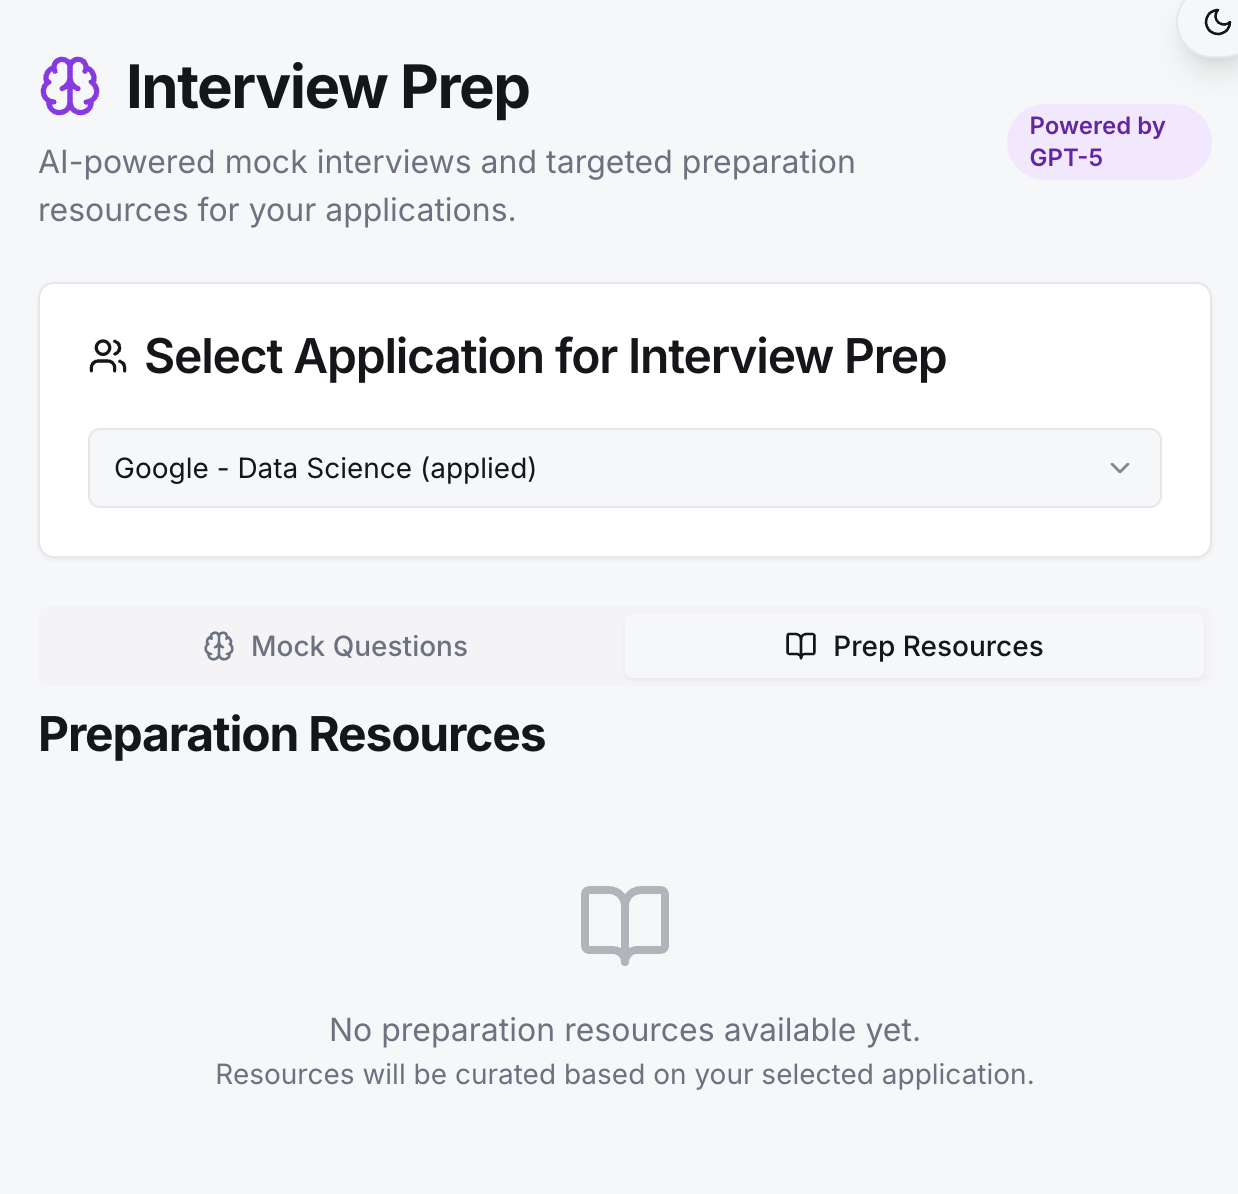 Interview Prep
AI-powered mock interviews and targeted preparation
resources for your applications.
Powered by
GPT-5
Select Application for Interview Prep
Google - Data Science (applied)
Mock Questions
Prep Resources
Preparation Resources
No preparation resources available yet.
Resources will be curated based on your selected application.